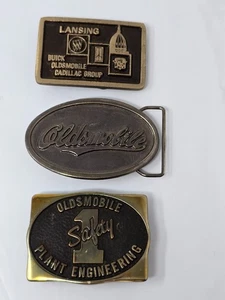 LANSING
BUICK
OLDSMOBILE
CADILLAC GROUP
Oldsmobile
OLDSMOBILE
Safety
1
PLANT ENGINEERING